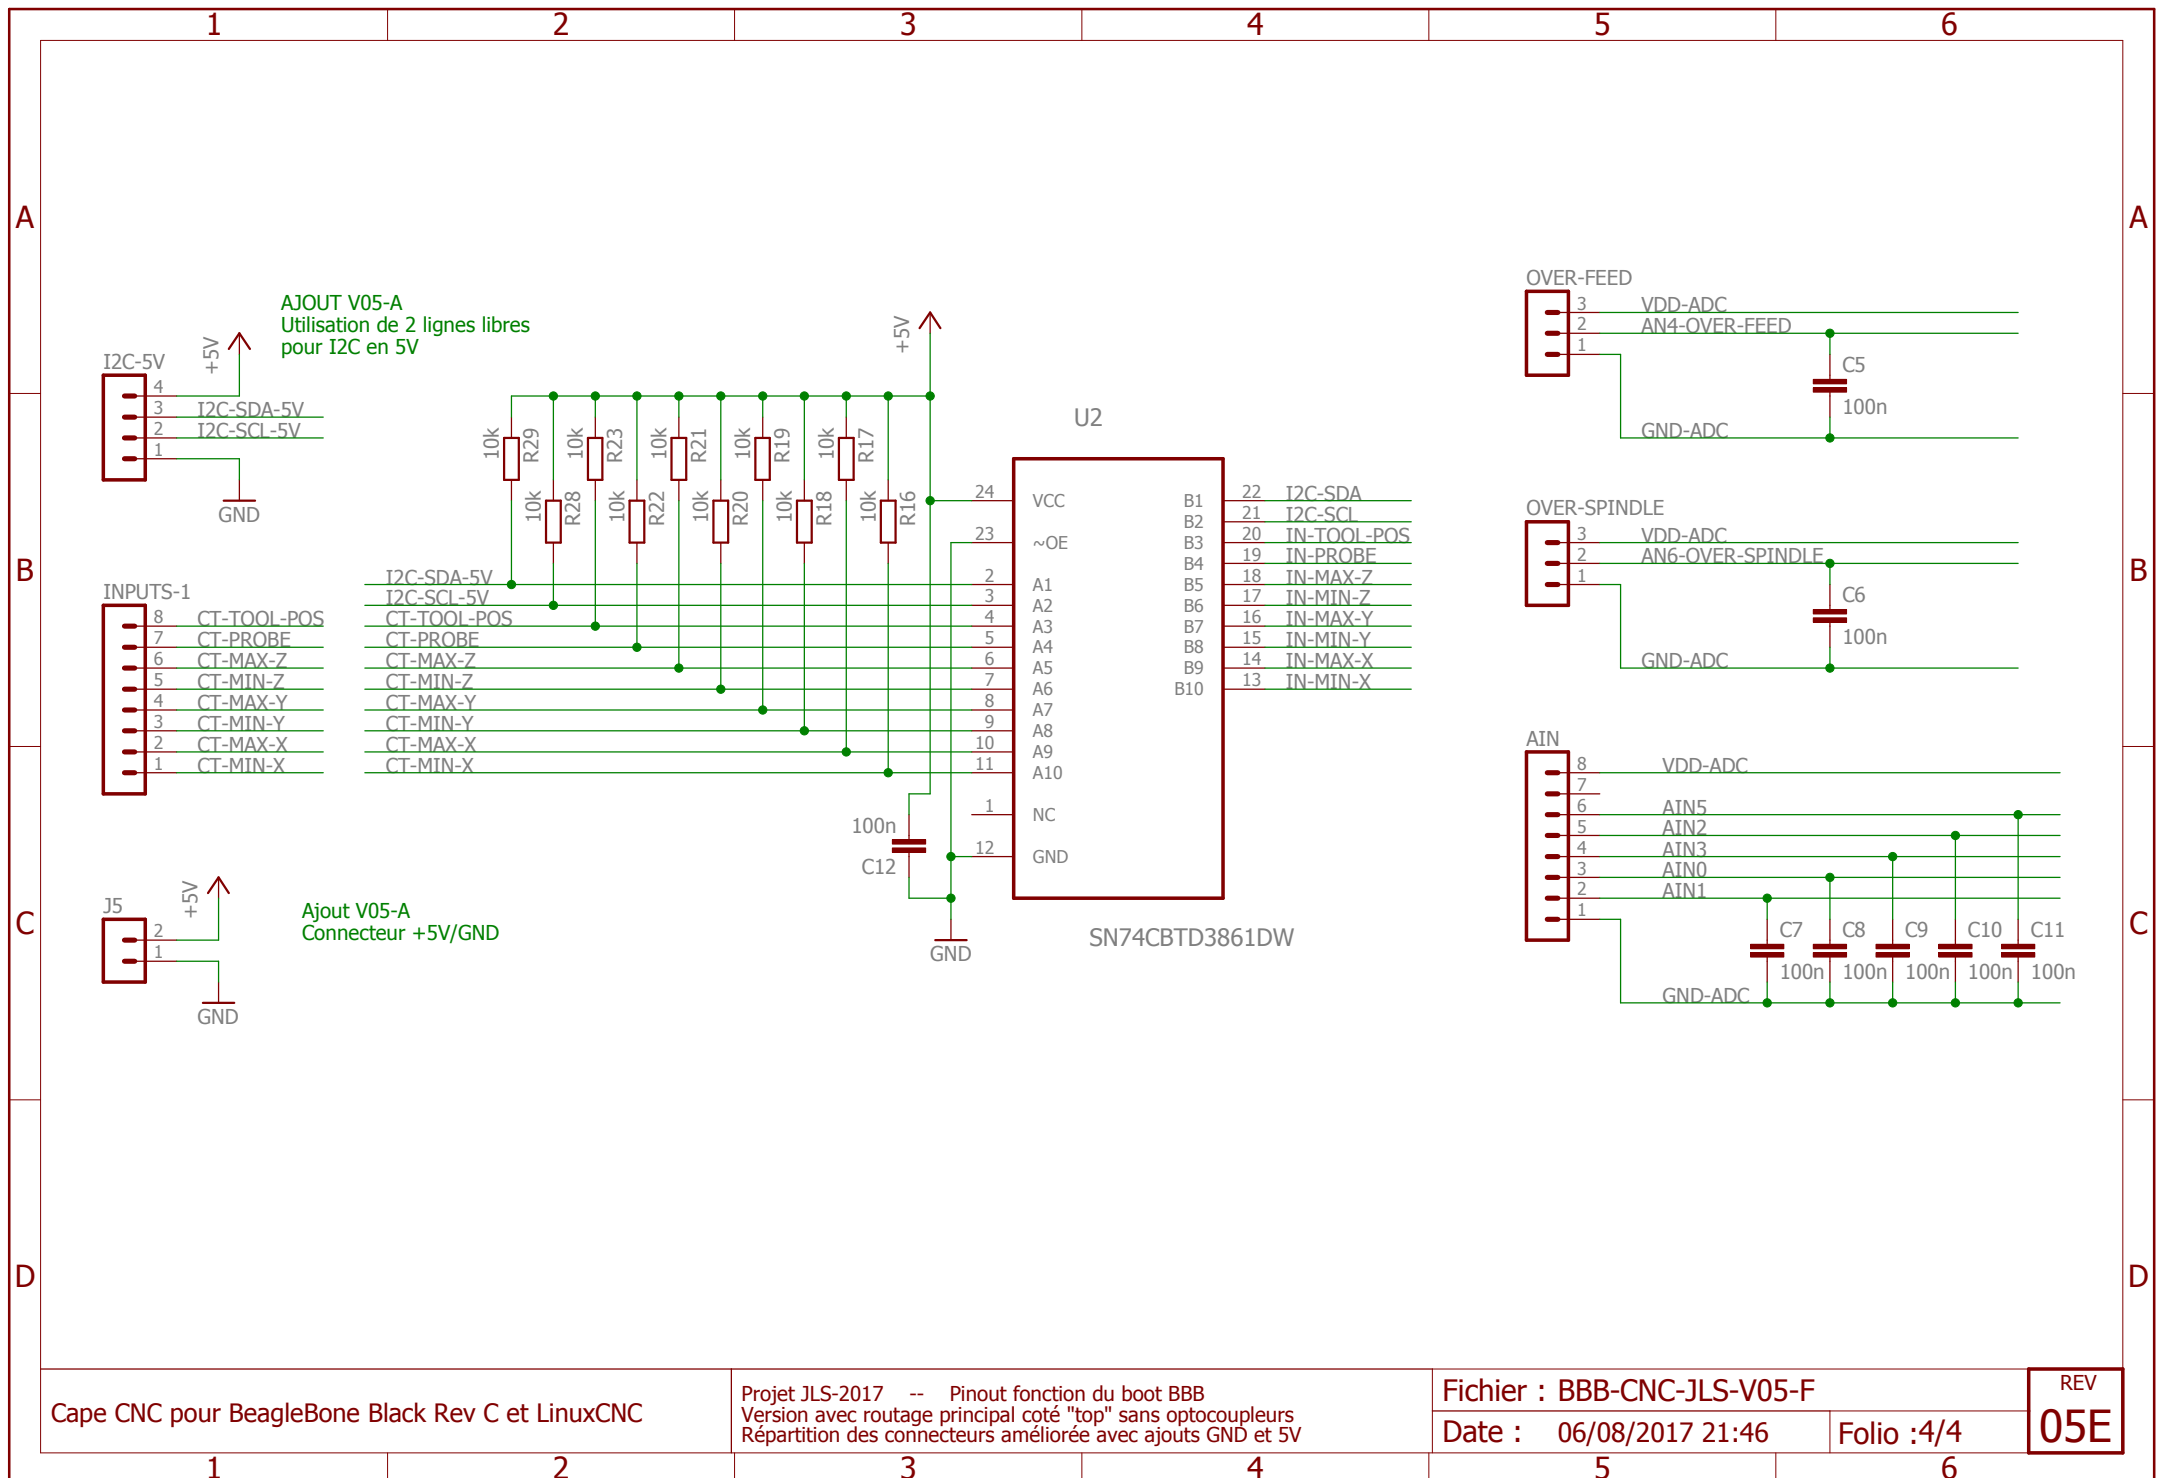 1 2 3 4 5 6
A A
B B
C C
D D
AJOUT V05-A
Utilisation de 2 lignes libres
pour I2C en 5V
I2C-5V
+5V
4
3 I2C-SDA-5V
2 I2C-SCL-5V
1
GND
INPUTS-1
8 CT-TOOL-POS
7 CT-PROBE
6 CT-MAX-Z
5 CT-MIN-Z
4 CT-MAX-Y
3 CT-MIN-Y
2 CT-MAX-X
1 CT-MIN-X
J5
+5V
2
1
GND
Ajout V05-A
Connecteur +5V/GND
+5V
10k R29
10k R23
10k R21
10k R19
10k R17
10k R28
10k R22
10k R20
10k R18
10k R16
I2C-SDA-5V
I2C-SCL-5V
CT-TOOL-POS
CT-PROBE
CT-MAX-Z
CT-MIN-Z
CT-MAX-Y
CT-MIN-Y
CT-MAX-X
CT-MIN-X
100n
C12
GND
U2
24 VCC
23 ~OE
2 A1
3 A2
4 A3
5 A4
6 A5
7 A6
8 A7
9 A8
10 A9
11 A10
1 NC
12 GND
B1 22 I2C-SDA
B2 21 I2C-SCL
B3 20 IN-TOOL-POS
B4 19 IN-PROBE
B5 18 IN-MAX-Z
B6 17 IN-MIN-Z
B7 16 IN-MAX-Y
B8 15 IN-MIN-Y
B9 14 IN-MAX-X
B10 13 IN-MIN-X
SN74CBTD3861DW
OVER-FEED
3 VDD-ADC
2 AN4-OVER-FEED
1
C5
100n
GND-ADC
OVER-SPINDLE
3 VDD-ADC
2 AN6-OVER-SPINDLE
1
C6
100n
GND-ADC
AIN
8 VDD-ADC
7
6 AIN5
5 AIN2
4 AIN3
3 AIN0
2 AIN1
1
C7 C8 C9 C10 C11
100n 100n 100n 100n 100n
GND-ADC
Cape CNC pour BeagleBone Black Rev C et LinuxCNC
Projet JLS-2017 -- Pinout fonction du boot BBB
Version avec routage principal coté "top" sans optocoupleurs
Répartition des connecteurs améliorée avec ajouts GND et 5V
Fichier : BBB-CNC-JLS-V05-F
Date : 06/08/2017 21:46
Folio :4/4
REV
05E
1 2 3 4 5 6